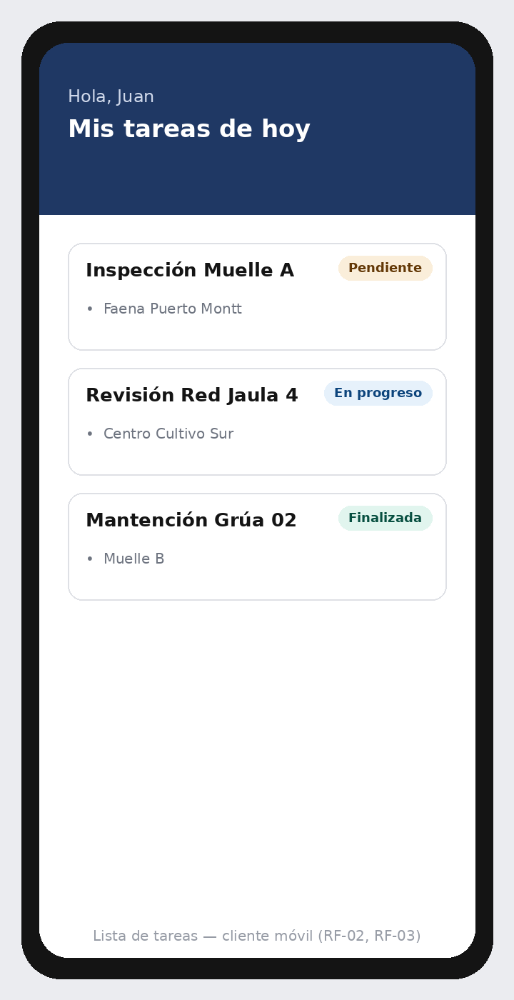 Hola, Juan
Mis tareas de hoy
Inspección Muelle A
Pendiente
• Faena Puerto Montt
Revisión Red Jaula 4
En progreso
• Centro Cultivo Sur
Mantención Grúa 02
Finalizada
• Muelle B
Lista de tareas — cliente móvil (RF-02, RF-03)